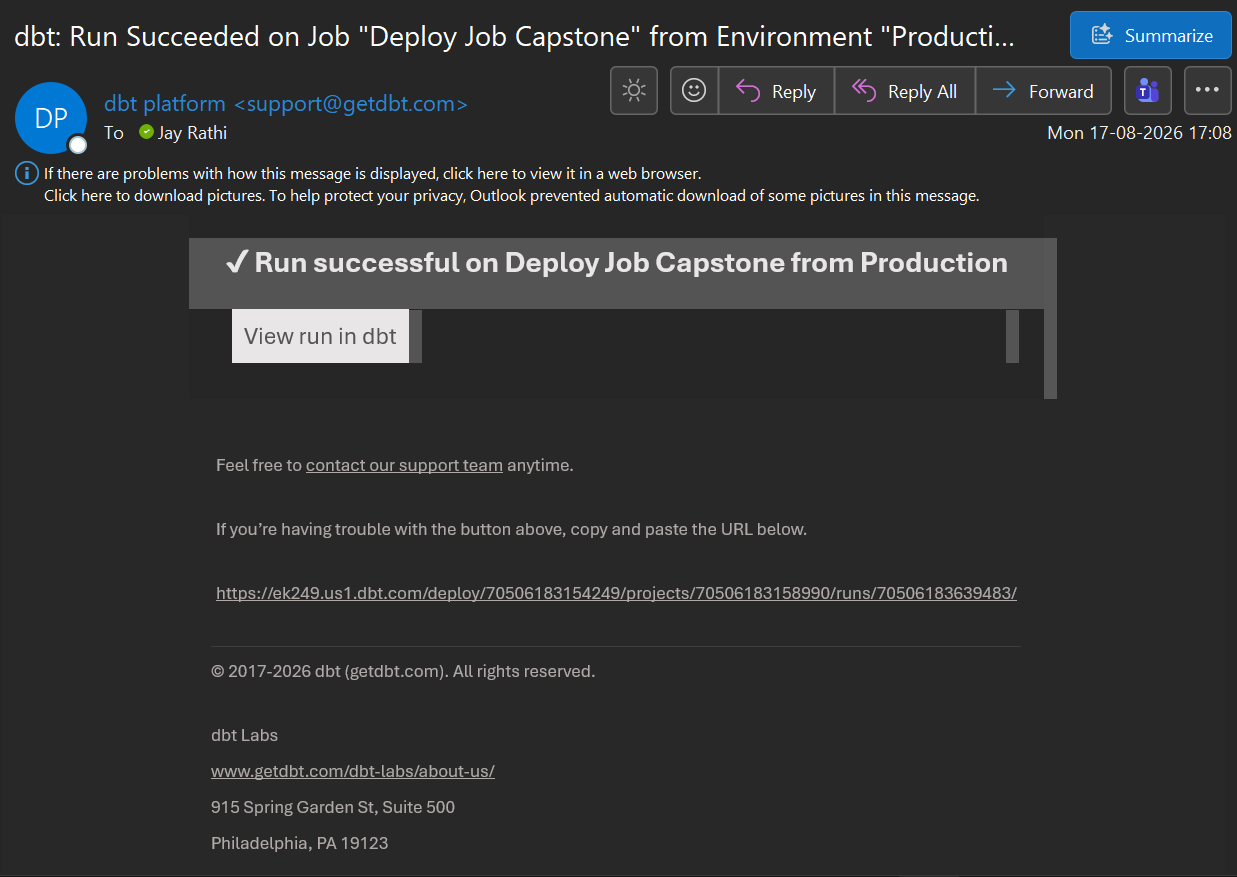 dbt: Run Succeeded on Job "Deploy Job Capstone" from Environment "Producti...
Summarize
DP
dbt platform <support@getdbt.com>
To Jay Rathi
Reply
Reply All
Forward
Mon 17-08-2026 17:08
If there are problems with how this message is displayed, click here to view it in a web browser.
Click here to download pictures. To help protect your privacy, Outlook prevented automatic download of some pictures in this message.
✓ Run successful on Deploy Job Capstone from Production
View run in dbt
Feel free to contact our support team anytime.
If you’re having trouble with the button above, copy and paste the URL below.
https://ek249.us1.dbt.com/deploy/70506183154249/projects/70506183158990/runs/70506183639483/
© 2017-2026 dbt (getdbt.com). All rights reserved.
dbt Labs
www.getdbt.com/dbt-labs/about-us/
915 Spring Garden St, Suite 500
Philadelphia, PA 19123